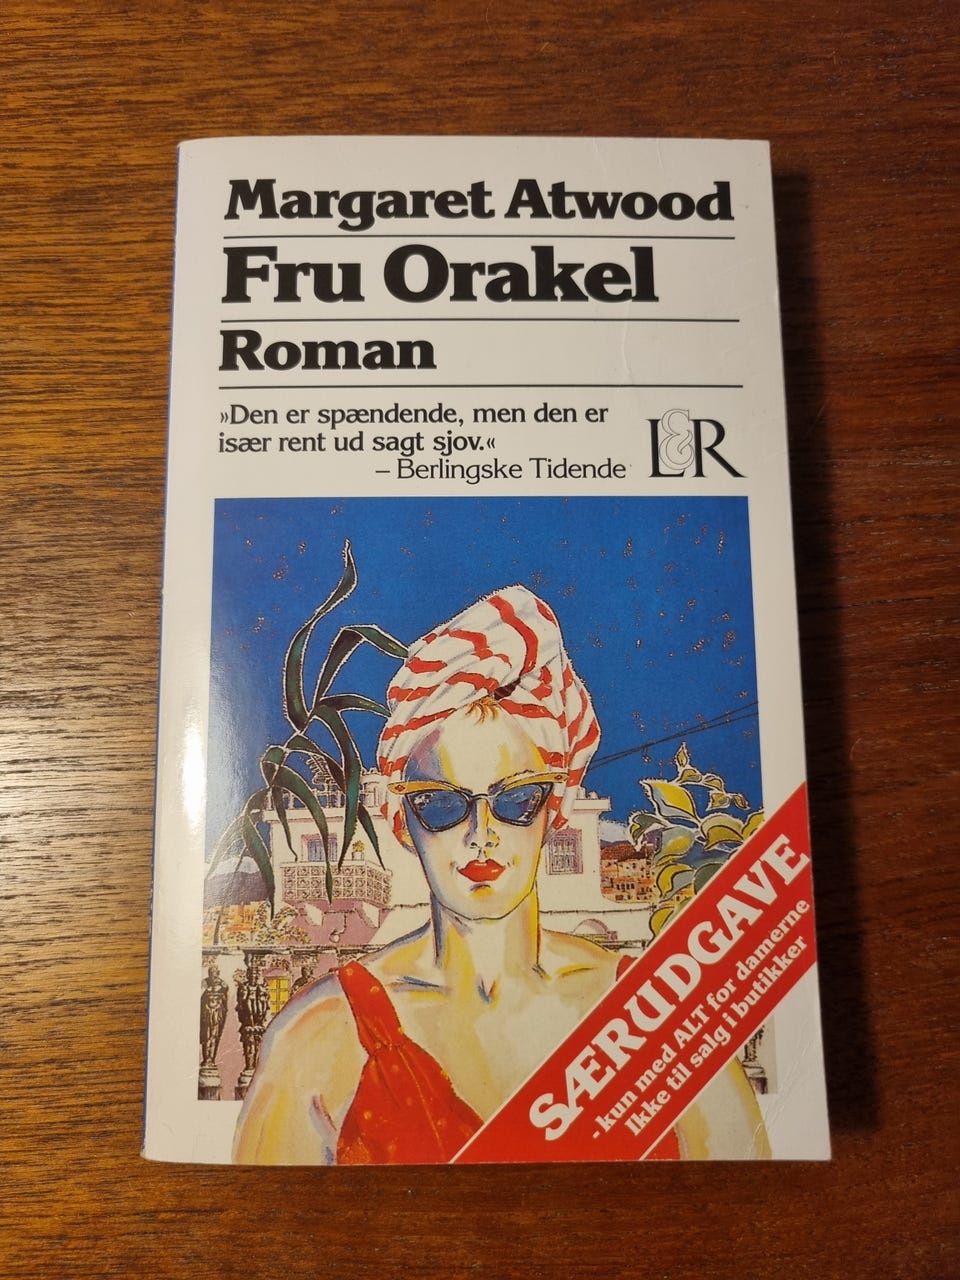 Margaret Atwood
Fru Orakel
Roman
»Den er spændende, men den er
især rent ud sagt sjov.«
– Berlingske Tidende
L&R
SÆRUDGAVE
- kun med ALT for damerne
Ikke til salg i butikker